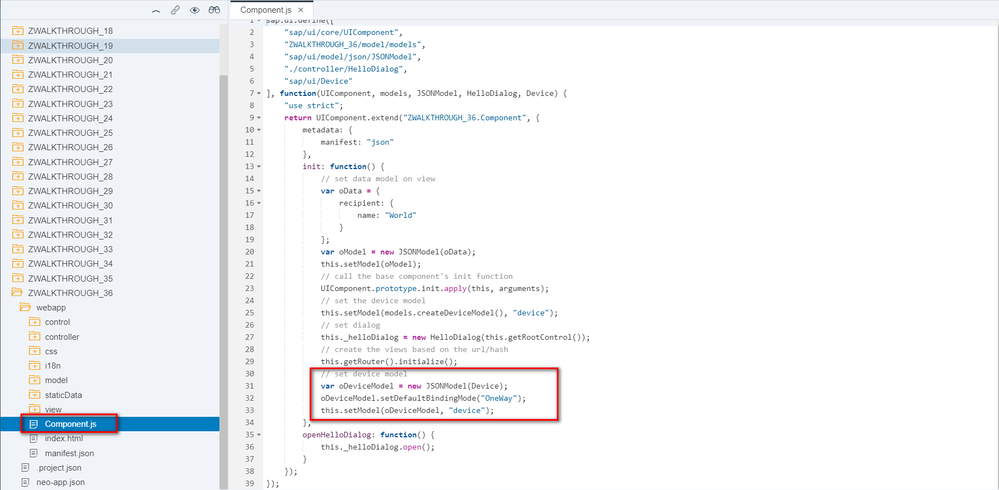 ZWALKTHROUGH_18
ZWALKTHROUGH_19
ZWALKTHROUGH_20
ZWALKTHROUGH_21
ZWALKTHROUGH_22
ZWALKTHROUGH_23
ZWALKTHROUGH_24
ZWALKTHROUGH_25
ZWALKTHROUGH_26
ZWALKTHROUGH_27
ZWALKTHROUGH_28
ZWALKTHROUGH_29
ZWALKTHROUGH_30
ZWALKTHROUGH_31
ZWALKTHROUGH_32
ZWALKTHROUGH_33
ZWALKTHROUGH_34
ZWALKTHROUGH_35
ZWALKTHROUGH_36
webapp
control
controller
css
i18n
model
staticData
view
Component.js
index.html
manifest.json
.project.json
neo-app.json
Component.js ×
1 sap.ui.define([
2 "sap/ui/core/UIComponent",
3 "ZWALKTHROUGH_36/model/models",
4 "sap/ui/model/json/JSONModel",
5 "./controller/HelloDialog",
6 "sap/ui/Device"
7 ], function(UIComponent, models, JSONModel, HelloDialog, Device) {
8 "use strict";
9 return UIComponent.extend("ZWALKTHROUGH_36.Component", {
10 metadata: {
11 manifest: "json"
12 },
13 init: function() {
14 // set data model on view
15 var oData = {
16 recipient: {
17 name: "World"
18 }
19 };
20 var oModel = new JSONModel(oData);
21 this.setModel(oModel);
22 // call the base component's init function
23 UIComponent.prototype.init.apply(this, arguments);
24 // set the device model
25 this.setModel(models.createDeviceModel(), "device");
26 // set dialog
27 this._helloDialog = new HelloDialog(this.getRootControl());
28 // create the views based on the url/hash
29 this.getRouter().initialize();
30 // set device model
31 var oDeviceModel = new JSONModel(Device);
32 oDeviceModel.setDefaultBindingMode("OneWay");
33 this.setModel(oDeviceModel, "device");
34 },
35 openHelloDialog: function() {
36 this._helloDialog.open();
37 }
38 });
39 });